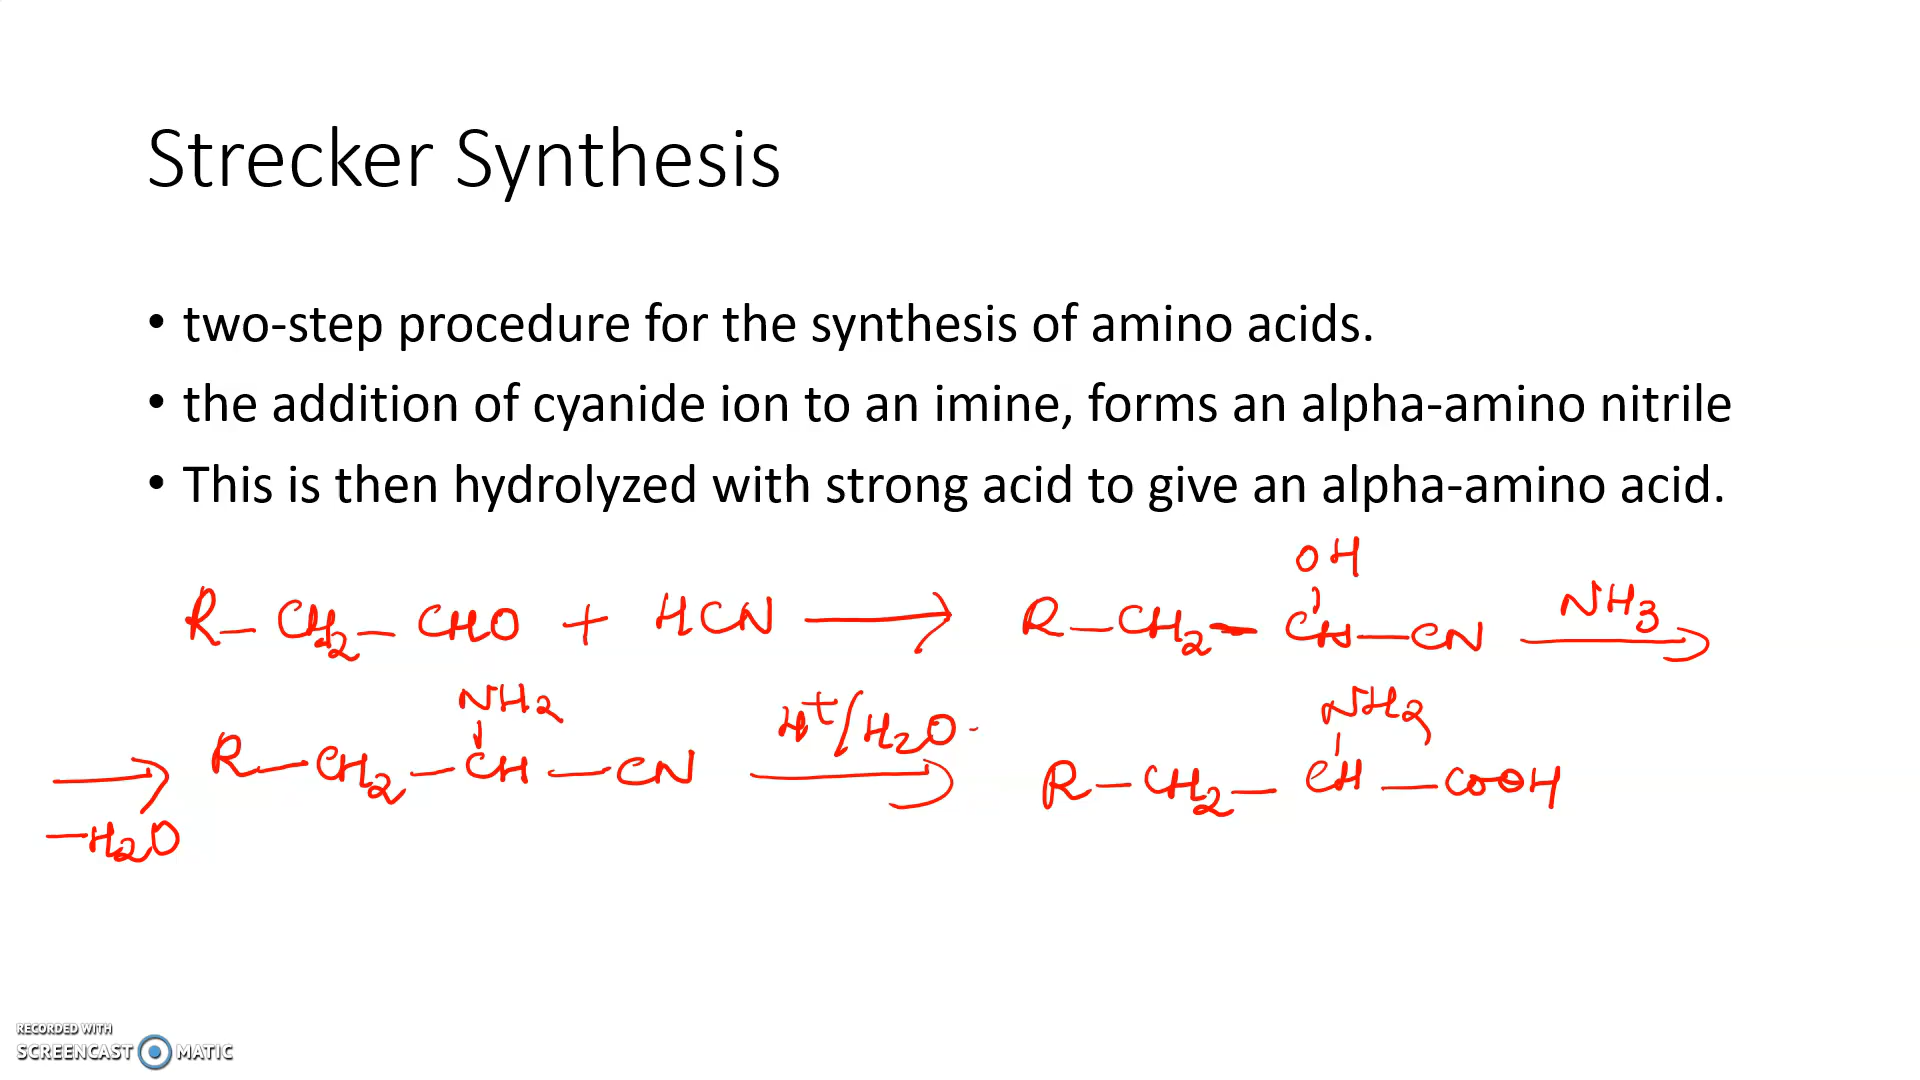 Strecker Synthesis
• two-step procedure for the synthesis of amino acids.
• the addition of cyanide ion to an imine, forms an alpha-amino nitrile
• This is then hydrolyzed with strong acid to give an alpha-amino acid.
OH
R-CH2-CHO + HCN → R-CH2-CH-CN NH3 →
NH2 H+/H2O NH2
→ R-CH2-CH-CN → R-CH2-CH-COOH
-H2O
RECORDED WITH
SCREENCAST MATIC